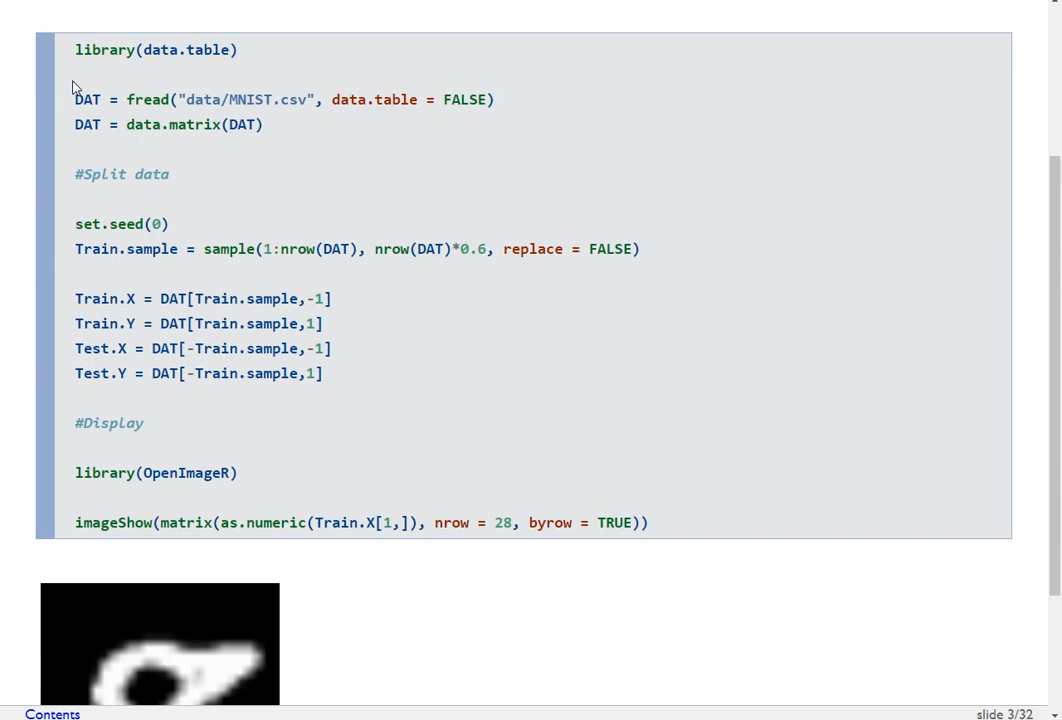 library(data.table)
DAT = fread("data/MNIST.csv", data.table = FALSE)
DAT = data.matrix(DAT)
#Split data
set.seed(0)
Train.sample = sample(1:nrow(DAT), nrow(DAT)*0.6, replace = FALSE)
Train.X = DAT[Train.sample,-1]
Train.Y = DAT[Train.sample,1]
Test.X = DAT[-Train.sample,-1]
Test.Y = DAT[-Train.sample,1]
#Display
library(OpenImageR)
imageShow(matrix(as.numeric(Train.X[1,]), nrow = 28, byrow = TRUE))
Contents
slide 3/32